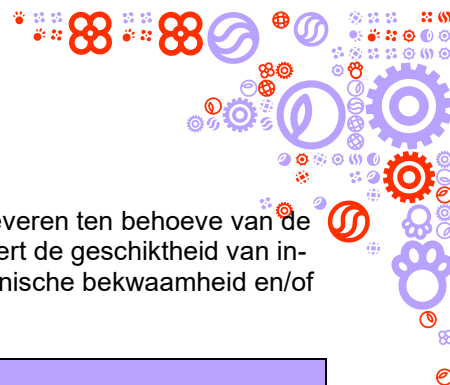 everen ten behoeve van de
ert de geschiktheid van in-
nische bekwaamheid en/of